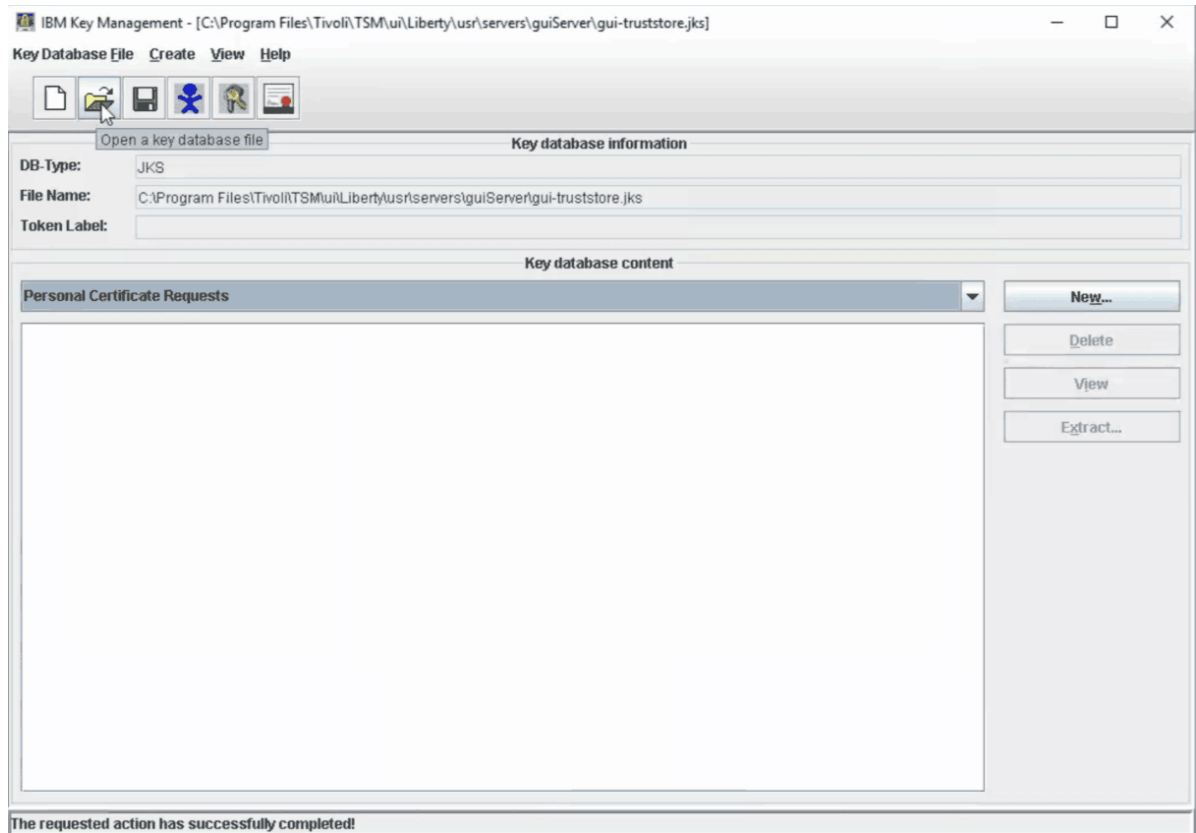 IBM Key Management - [C:\Program Files\Tivoli\TSM\ui\Liberty\usr\servers\guiServer\gui-truststore.jks]
Key Database File Create View Help
Open a key database file
Key database information
DB-Type: JKS
File Name: C:\Program Files\Tivoli\TSM\ui\Liberty\usr\servers\guiServer\gui-truststore.jks
Token Label:
Key database content
Personal Certificate Requests
New...
Delete
View
Extract...
The requested action has successfully completed!